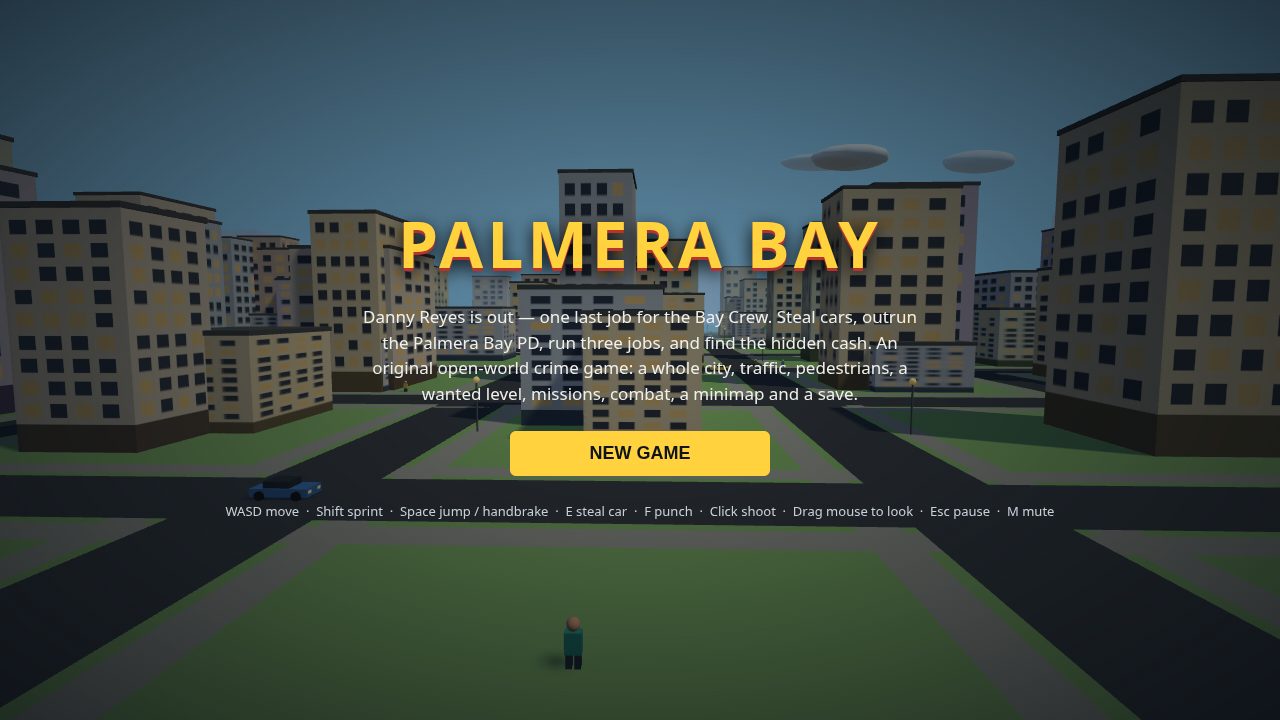 PALMERA BAY
Danny Reyes is out — one last job for the Bay Crew. Steal cars, outrun
the Palmera Bay PD, run three jobs, and find the hidden cash. An
original open-world crime game: a whole city, traffic, pedestrians, a
wanted level, missions, combat, a minimap and a save.
NEW GAME
WASD move · Shift sprint · Space jump / handbrake · E steal car · F punch · Click shoot · Drag mouse to look · Esc pause · M mute